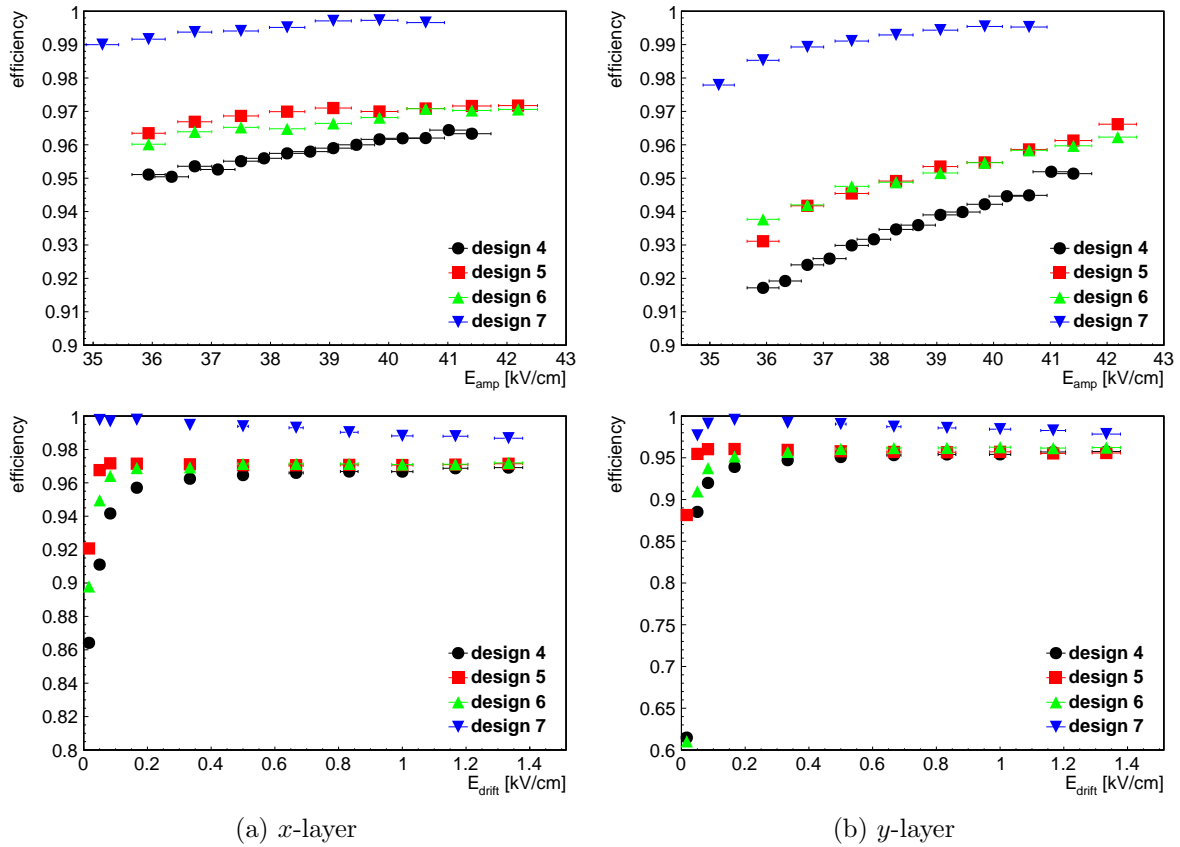 efficiency
1
0.99
0.98
0.97
0.96
0.95
0.94
0.93
0.92
0.91
0.9
design 4
design 5
design 6
design 7
35 36 37 38 39 40 41 42 43
E_amp [kV/cm]
efficiency
1
0.99
0.98
0.97
0.96
0.95
0.94
0.93
0.92
0.91
0.9
design 4
design 5
design 6
design 7
35 36 37 38 39 40 41 42 43
E_amp [kV/cm]
efficiency
1
0.98
0.96
0.94
0.92
0.9
0.88
0.86
0.84
0.82
0.8
design 4
design 5
design 6
design 7
0 0.2 0.4 0.6 0.8 1 1.2 1.4
E_drift [kV/cm]
efficiency
1
0.95
0.9
0.85
0.8
0.75
0.7
0.65
0.6
design 4
design 5
design 6
design 7
0 0.2 0.4 0.6 0.8 1 1.2 1.4
E_drift [kV/cm]
(a) x-layer
(b) y-layer